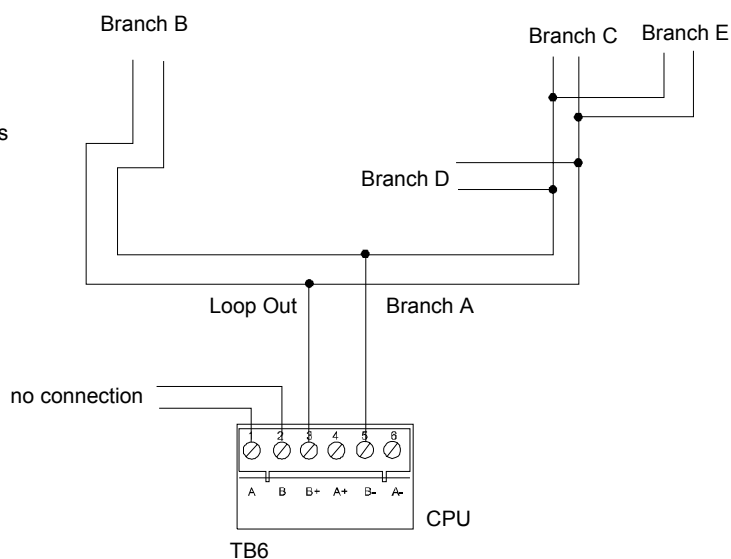 Branch B
Branch C
Branch E
s
Branch D
Loop Out
Branch A
no connection
1 2 3 4 5 6
A B B+ A+ B- A-
CPU
TB6